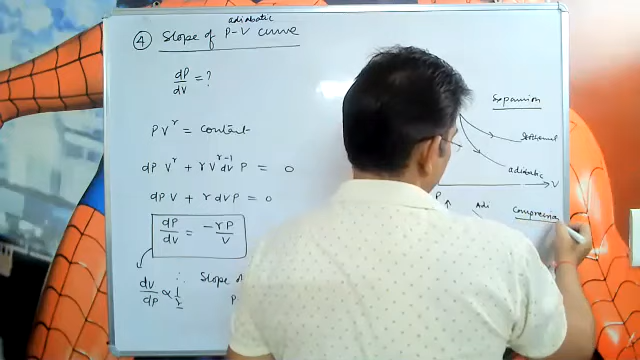 ④ Slope of adiabatic P-V curve
dP/dV = ?
PV^γ = constant
dP V^γ + γ V^γ-1 dV P = 0
dP V + γ dV P = 0
dP/dV = -γP/V
dV/dP ∝ 1/γ
∴ Slope of
P
Expansion
Isothermal
adiabatic
V
P
Adi
Compression